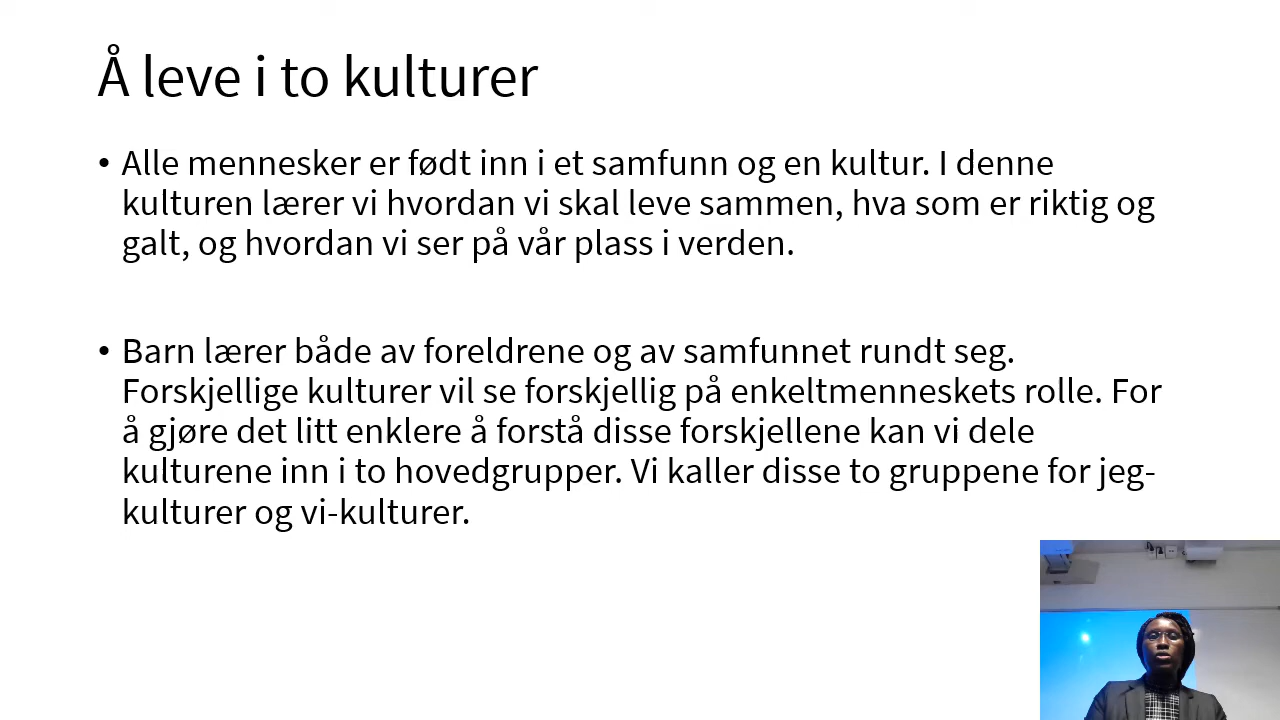 Å leve i to kulturer
• Alle mennesker er født inn i et samfunn og en kultur. I denne
kulturen lærer vi hvordan vi skal leve sammen, hva som er riktig og
galt, og hvordan vi ser på vår plass i verden.
• Barn lærer både av foreldrene og av samfunnet rundt seg.
Forskjellige kulturer vil se forskjellig på enkeltmenneskets rolle. For
å gjøre det litt enklere å forstå disse forskjellene kan vi dele
kulturene inn i to hovedgrupper. Vi kaller disse to gruppene for jeg-
kulturer og vi-kulturer.